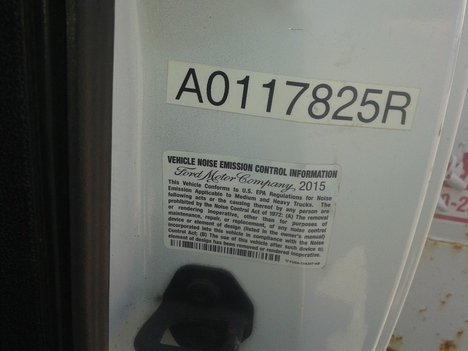 A0117825R
VEHICLE NOISE EMISSION CONTROL INFORMATION
Ford Motor Company, 2015
This Vehicle Conforms to U.S. EPA Regulations for Noise
Emission Applicable to Medium and Heavy Trucks. The
following acts or the causing thereof by any person are
prohibited by the Noise Control Act of 1972: (A) The removal
or rendering inoperative, other than for purposes of
maintenance, repair, or replacement, of any noise control
device or element of design (listed in the owner's manual)
incorporated into this vehicle in compliance with the Noise
Control Act; (B) The use of this vehicle after such device or
element of design has been removed or rendered inoperative.